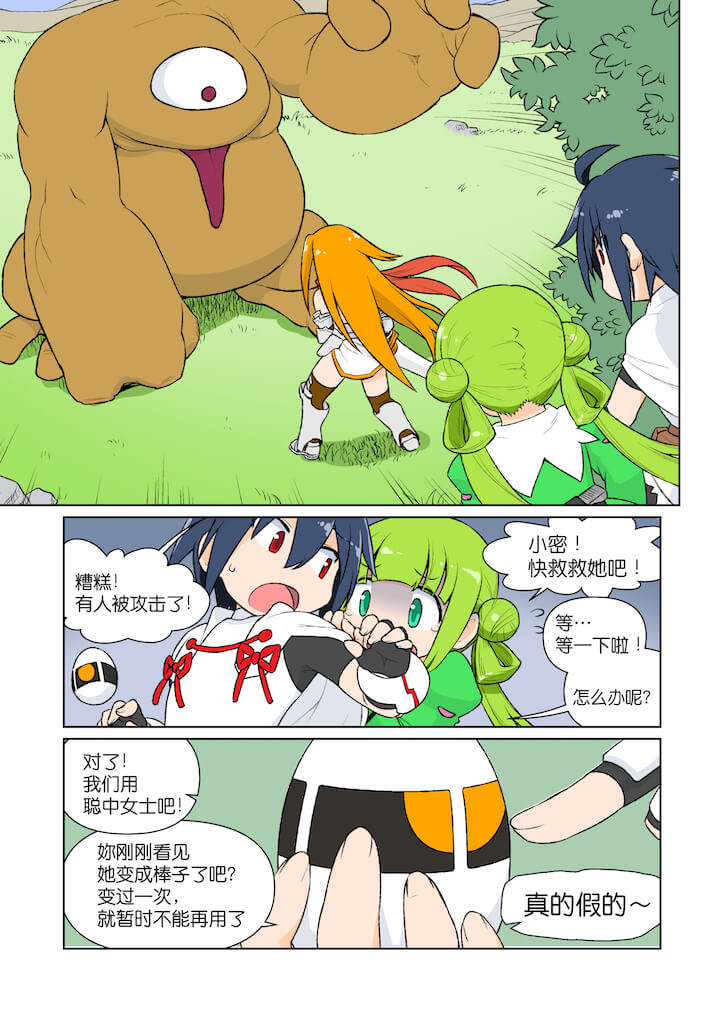 糟糕！
有人被攻击了！
小密！
快救救她吧！
等…
等一下啦！
怎么办呢？
对了！
我们用
聪中女士吧！
妳刚刚看见
她变成棒子了吧？
变过一次，
就暂时不能再用了
真的假的～